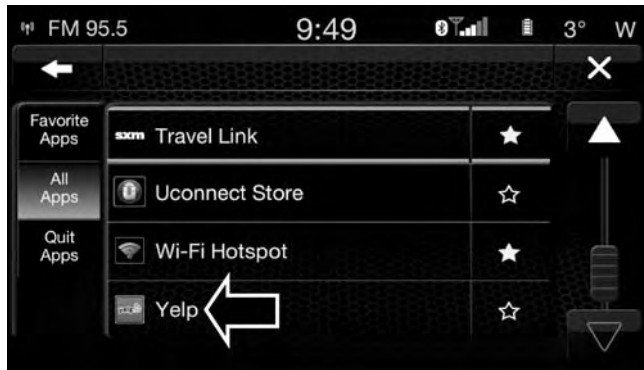 FM 95.5
9:49
3° W
Favorite
Apps
sxm Travel Link
All
Apps
Uconnect Store
Quit
Apps
Wi-Fi Hotspot
Yelp